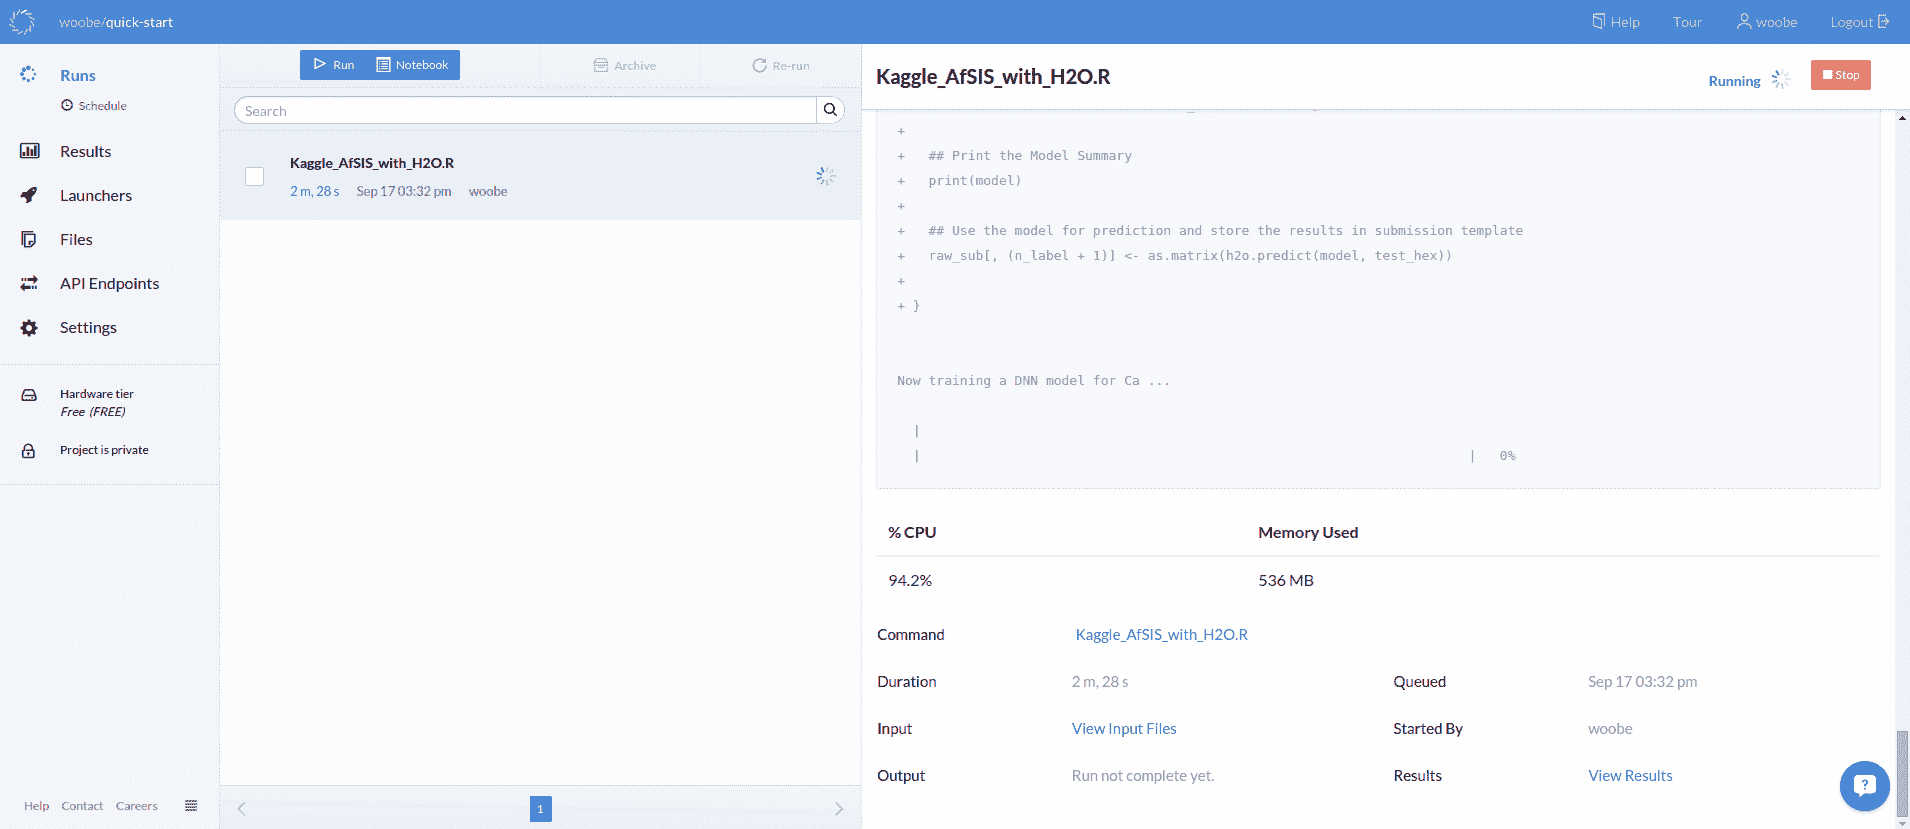 woobe/quick-start
Help
Tour
woobe
Logout
Runs
Schedule
Results
Launchers
Files
API Endpoints
Settings
Hardware tier
Free (FREE)
Project is private
Help Contact Careers
Run
Notebook
Archive
Re-run
Search
Kaggle_AfSIS_with_H2O.R
2 m, 28 s Sep 17 03:32 pm woobe
1
Kaggle_AfSIS_with_H2O.R
Running
Stop
+
+ ## Print the Model Summary
+ print(model)
+
+ ## Use the model for prediction and store the results in submission template
+ raw_sub[, (n_label + 1)] <- as.matrix(h2o.predict(model, test_hex))
+
+ }
Now training a DNN model for Ca ...
|
| | 0%
% CPU Memory Used
94.2% 536 MB
Command Kaggle_AfSIS_with_H2O.R
Duration 2 m, 28 s Queued Sep 17 03:32 pm
Input View Input Files Started By woobe
Output Run not complete yet. Results View Results
?